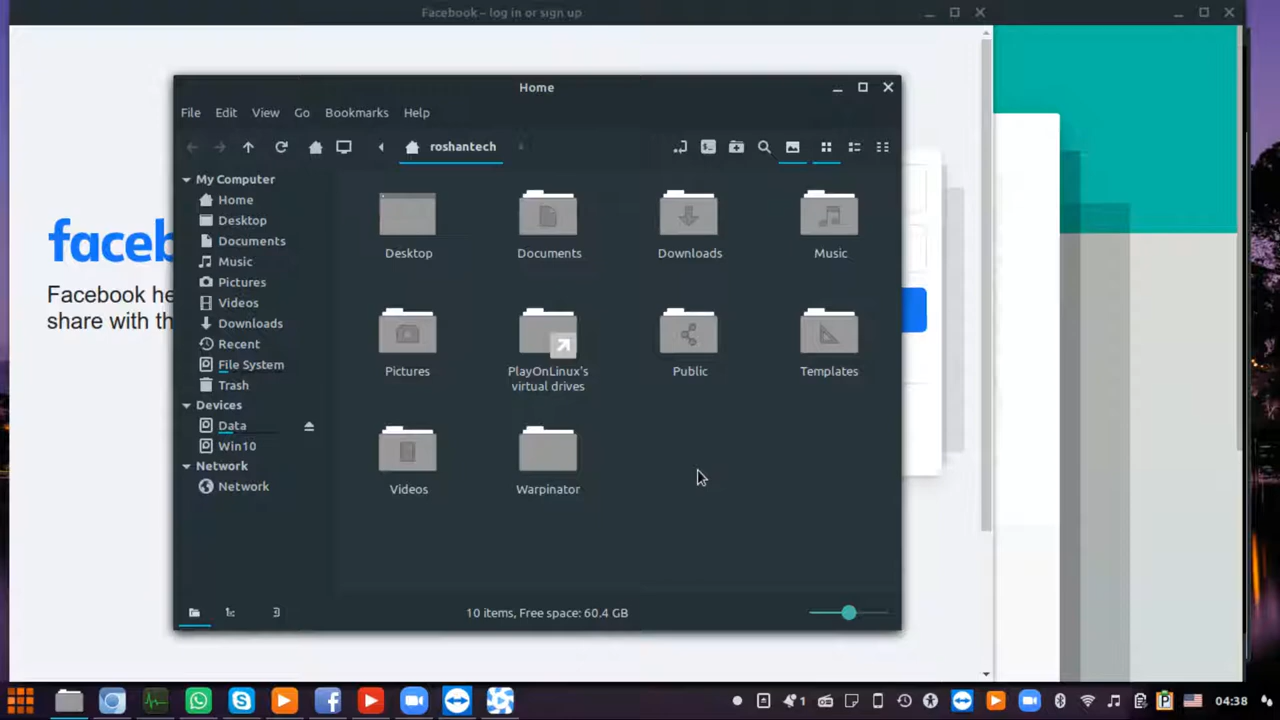 Facebook – log in or sign up
Home
File Edit View Go Bookmarks Help
roshantech
My Computer
Home
Desktop
Documents
Music
Pictures
Videos
Downloads
Recent
File System
Trash
Devices
Data
Win10
Network
Network
Desktop
Documents
Downloads
Music
Pictures
PlayOnLinux's
virtual drives
Public
Templates
Videos
Warpinator
10 items, Free space: 60.4 GB
faceb
Facebook he
share with th
1
04:38